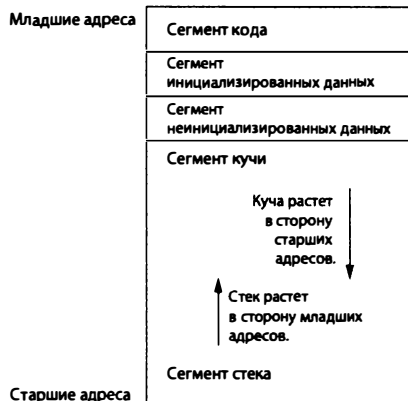 Младшие адреса
Сегмент кода
Сегмент
инициализированных данных
Сегмент
неинициализированных данных
Сегмент кучи
Куча растет
в сторону
старших
адресов.
Стек растет
в сторону младших
адресов.
Сегмент стека
Старшие адреса